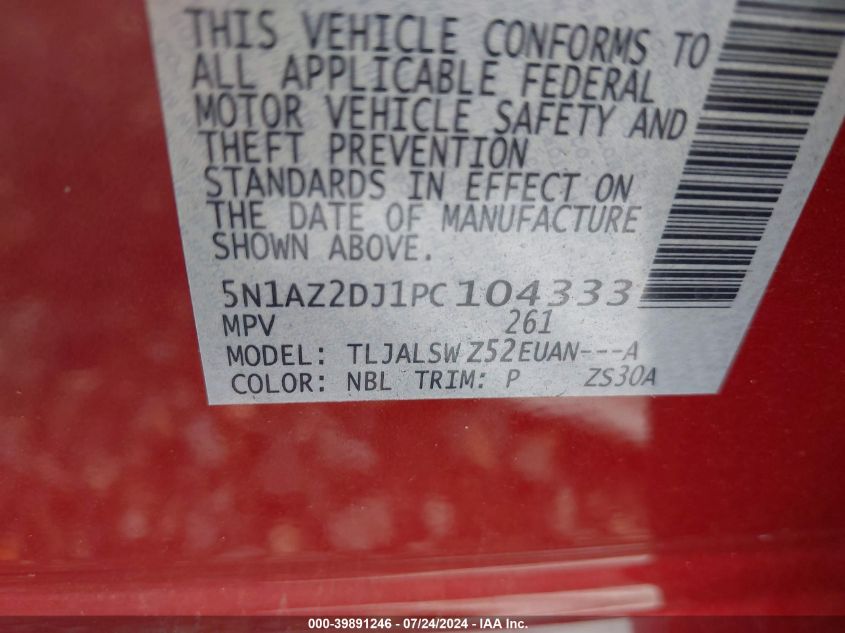 THIS VEHICLE CONFORMS TO
ALL APPLICABLE FEDERAL
MOTOR VEHICLE SAFETY AND
THEFT PREVENTION
STANDARDS IN EFFECT ON
THE DATE OF MANUFACTURE
SHOWN ABOVE.
5N1AZ2DJ1PC104333
MPV 261
MODEL: TLJALSW Z52EUAN---A
COLOR: NBL TRIM: P ZS30A
000-39891246 - 07/24/2024 - IAA Inc.